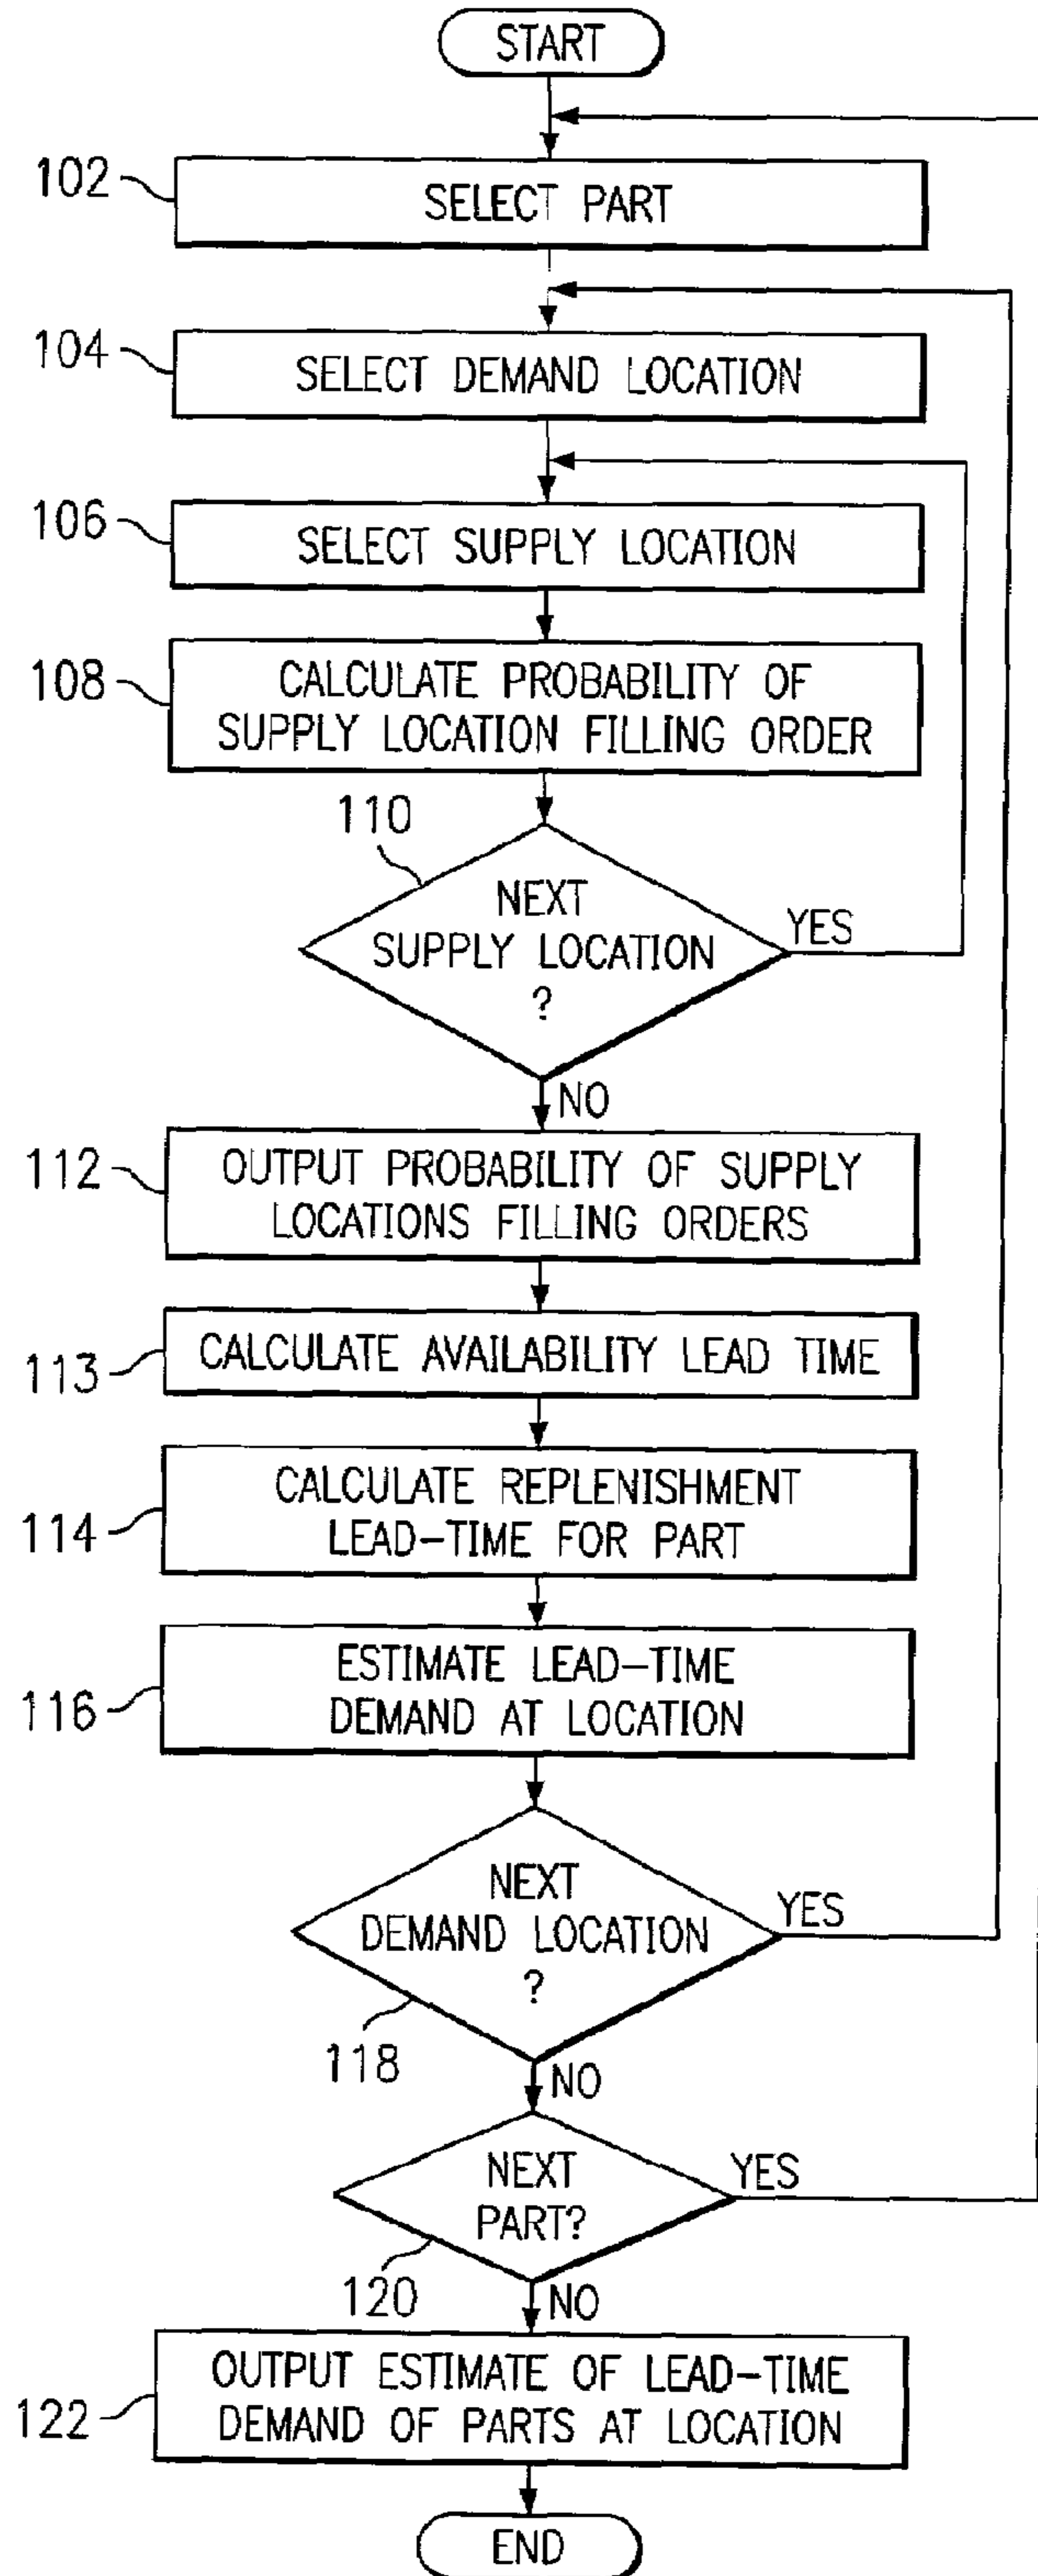 START
102
SELECT PART
104
SELECT DEMAND LOCATION
106
SELECT SUPPLY LOCATION
108
CALCULATE PROBABILITY OF
SUPPLY LOCATION FILLING ORDER
110
NEXT
SUPPLY LOCATION
?
YES
NO
112
OUTPUT PROBABILITY OF SUPPLY
LOCATIONS FILLING ORDERS
113
CALCULATE AVAILABILITY LEAD TIME
114
CALCULATE REPLENISHMENT
LEAD-TIME FOR PART
116
ESTIMATE LEAD-TIME
DEMAND AT LOCATION
NEXT
DEMAND LOCATION
?
YES
118
NO
NEXT
PART?
YES
120
NO
122
OUTPUT ESTIMATE OF LEAD-TIME
DEMAND OF PARTS AT LOCATION
END